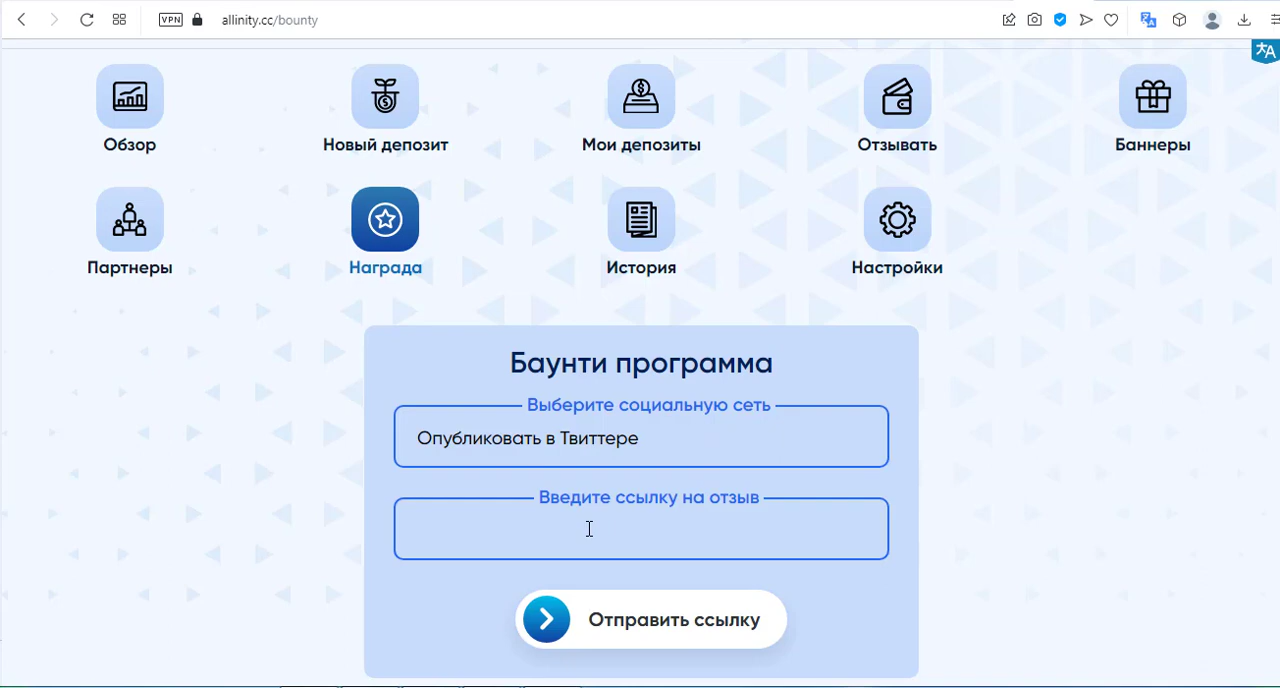 VPN allinity.cc/bounty
Обзор
Новый депозит
Мои депозиты
Отзывать
Баннеры
Партнеры
Награда
История
Настройки
Баунти программа
Выберите социальную сеть
Опубликовать в Твиттере
Введите ссылку на отзыв
Отправить ссылку